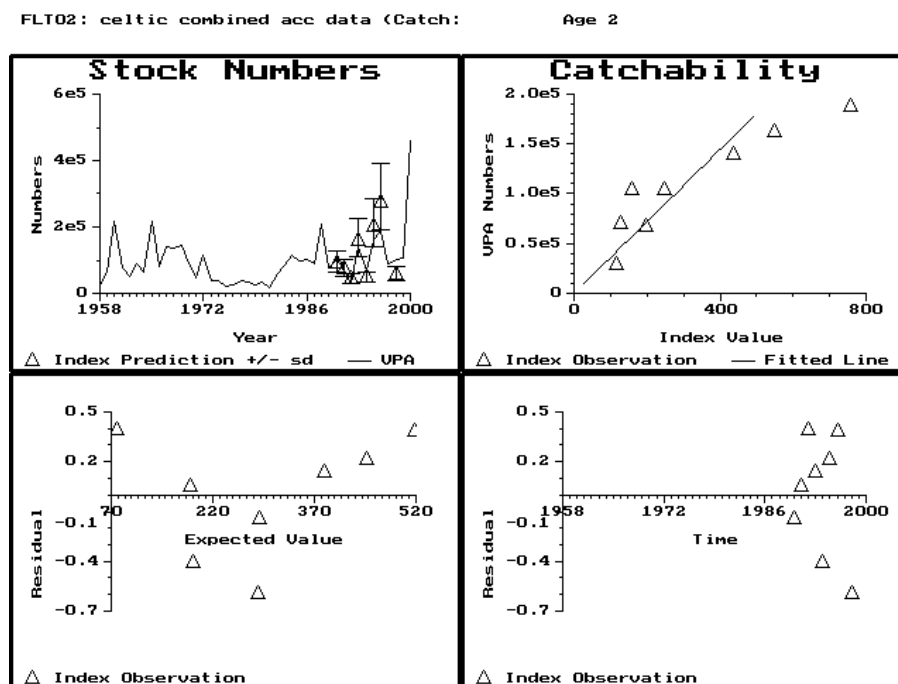 FLT02: celtic combined acc data (Catch: Age 2
Stock Numbers
6e5
4e5
2e5
0
Numbers
1958 1972 1986 2000
Year
△ Index Prediction +/- sd — VPA
Catchability
2.0e5
1.5e5
1.0e5
0.5e5
0
VPA Numbers
0 400 800
Index Value
△ Index Observation — Fitted Line
0.5
0.2
-0.1
-0.4
-0.7
Residual
70 220 370 520
Expected Value
△ Index Observation
0.5
0.2
-0.1
-0.4
-0.7
Residual
1958 1972 1986 2000
Time
△ Index Observation